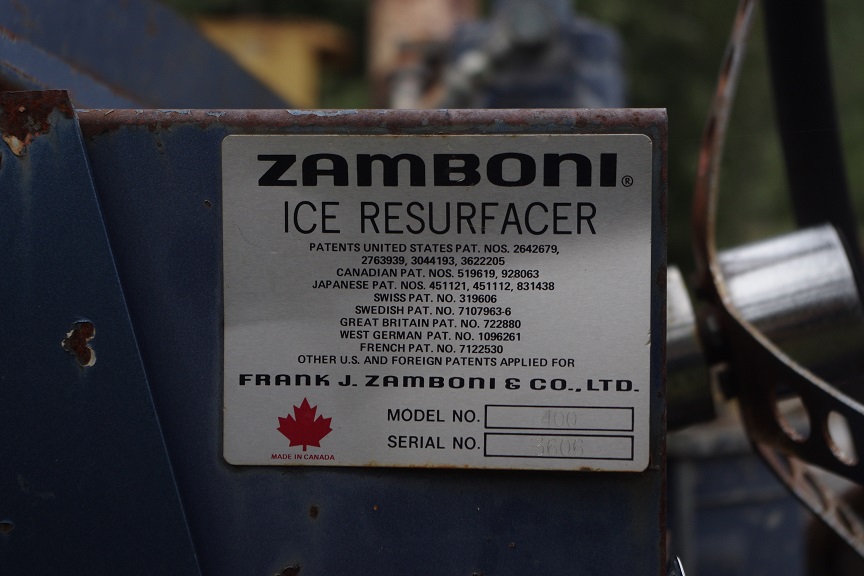 ZAMBONI®
ICE RESURFACER
PATENTS UNITED STATES PAT. NOS. 2642679,
2763939, 3044193, 3622205
CANADIAN PAT. NOS. 519619, 928063
JAPANESE PAT. NOS. 451121, 451112, 831438
SWISS PAT. NO. 319606
SWEDISH PAT. NO. 7107963-6
GREAT BRITAIN PAT. NO. 722880
WEST GERMAN PAT. NO. 1096261
FRENCH PAT. NO. 7122530
OTHER U.S. AND FOREIGN PATENTS APPLIED FOR
FRANK J. ZAMBONI & CO., LTD.
MODEL NO. 400
SERIAL NO.
MADE IN CANADA